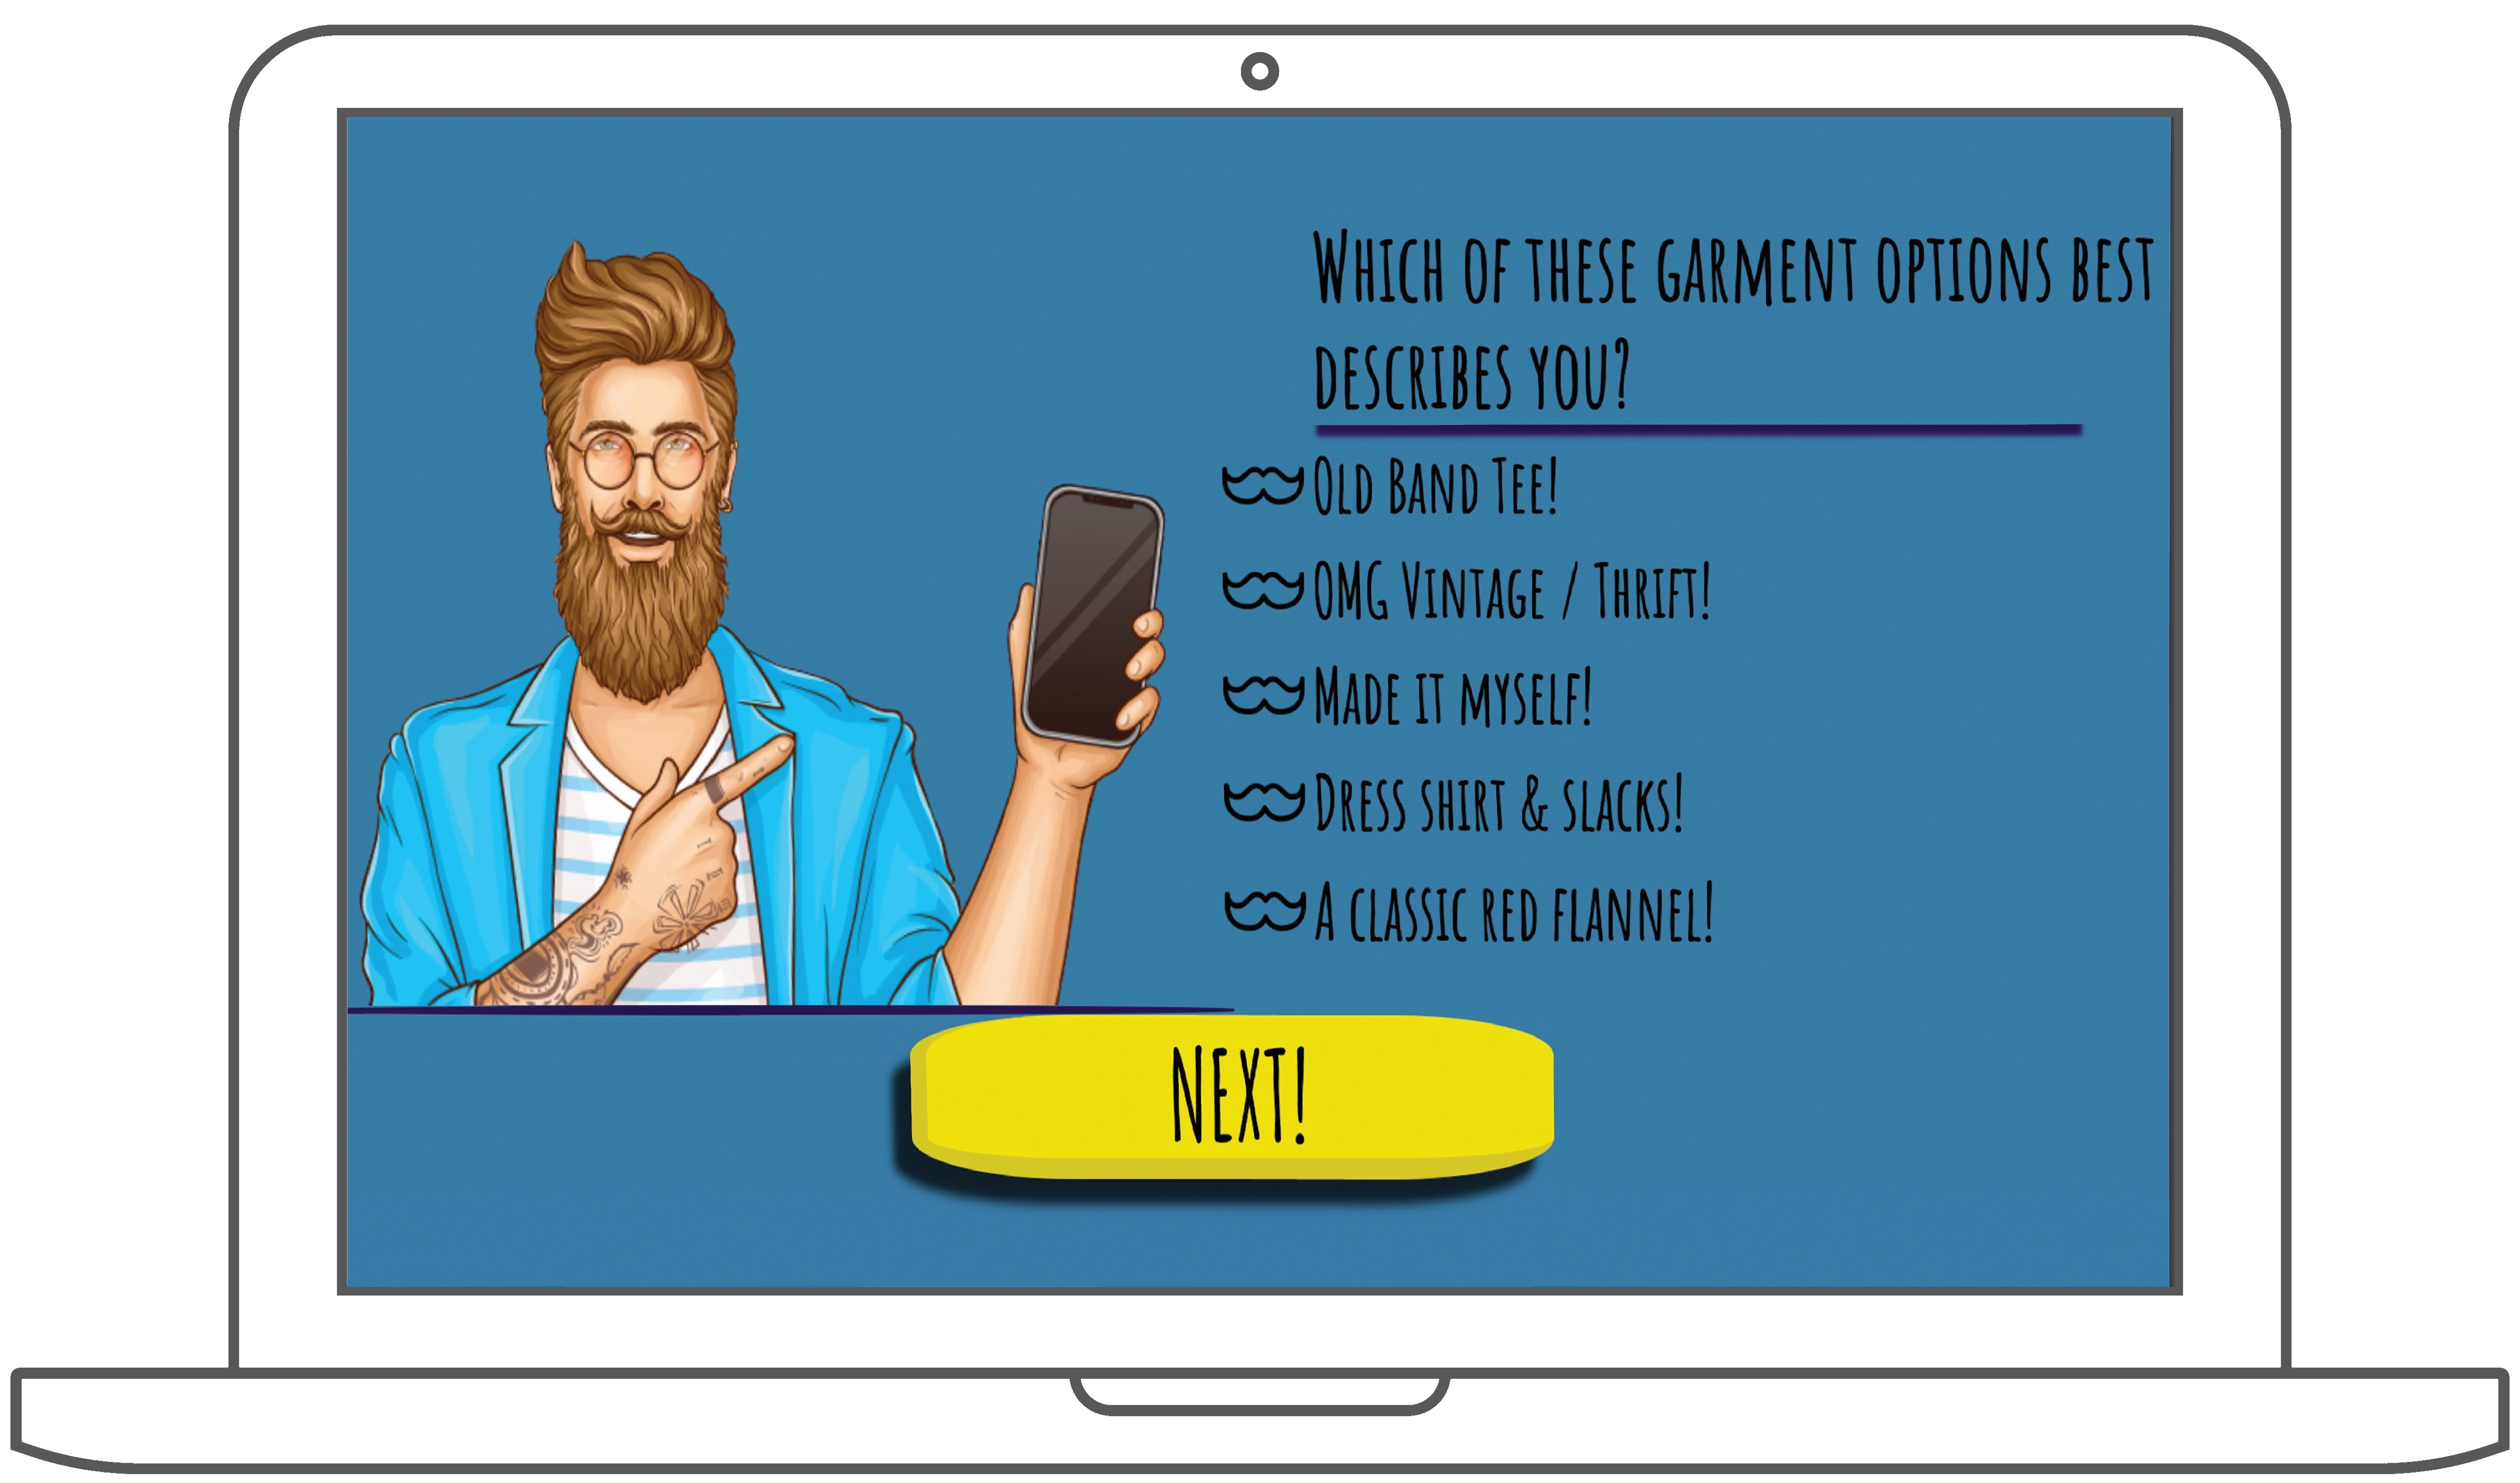 Which of these garment options best
describes you?
Old Band Tee!
OMG Vintage / Thrift!
Made it myself!
Dress shirt & slacks!
A classic red flannel!
Next!